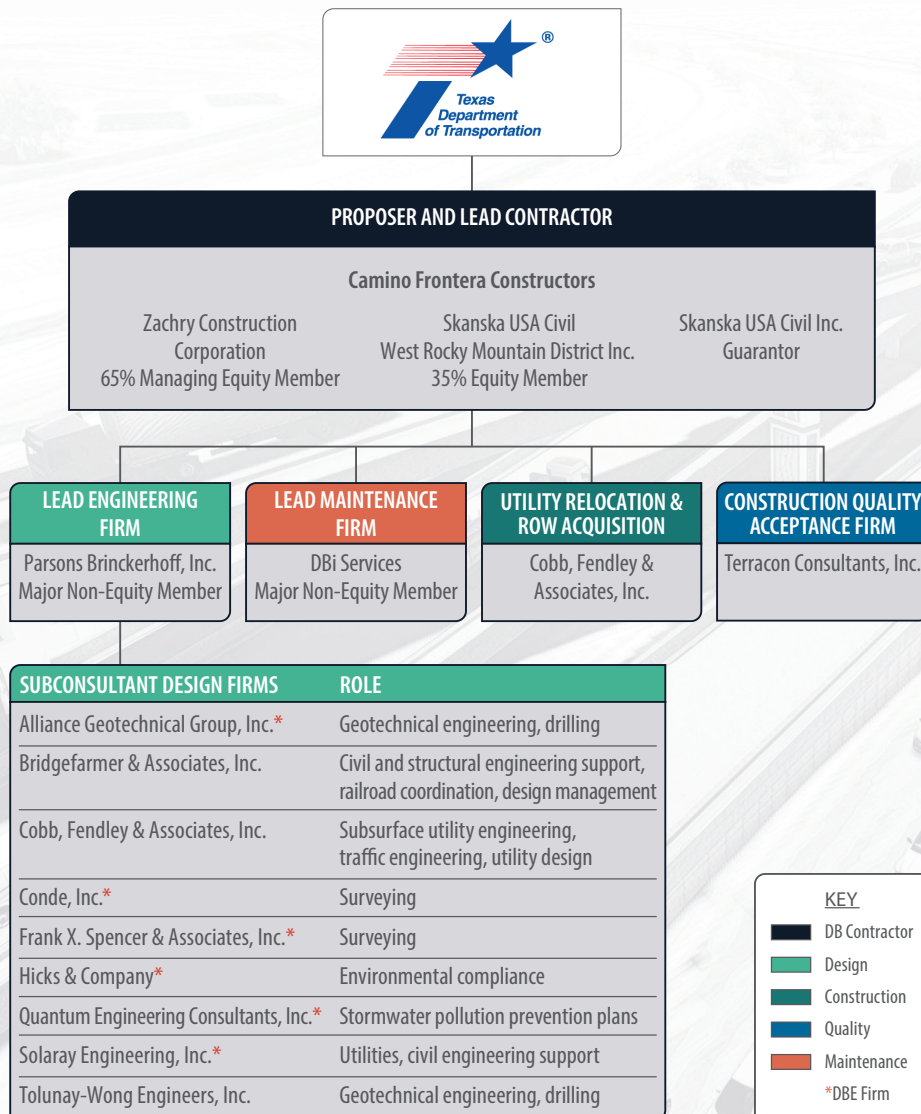 ®
Texas
Department
of Transportation
PROPOSER AND LEAD CONTRACTOR
Camino Frontera Constructors
Zachry Construction
Corporation
65% Managing Equity Member
Skanska USA Civil
West Rocky Mountain District Inc.
35% Equity Member
Skanska USA Civil Inc.
Guarantor
LEAD ENGINEERING
FIRM
Parsons Brinckerhoff, Inc.
Major Non-Equity Member
LEAD MAINTENANCE
FIRM
DBi Services
Major Non-Equity Member
UTILITY RELOCATION &
ROW ACQUISITION
Cobb, Fendley &
Associates, Inc.
CONSTRUCTION QUALITY
ACCEPTANCE FIRM
Terracon Consultants, Inc.
SUBCONSULTANT DESIGN FIRMS ROLE
Alliance Geotechnical Group, Inc.* Geotechnical engineering, drilling
Bridgefarmer & Associates, Inc. Civil and structural engineering support,
railroad coordination, design management
Cobb, Fendley & Associates, Inc. Subsurface utility engineering,
traffic engineering, utility design
Conde, Inc.* Surveying
Frank X. Spencer & Associates, Inc.* Surveying
Hicks & Company* Environmental compliance
Quantum Engineering Consultants, Inc.* Stormwater pollution prevention plans
Solaray Engineering, Inc.* Utilities, civil engineering support
Tolunay-Wong Engineers, Inc. Geotechnical engineering, drilling
KEY
DB Contractor
Design
Construction
Quality
Maintenance
*DBE Firm